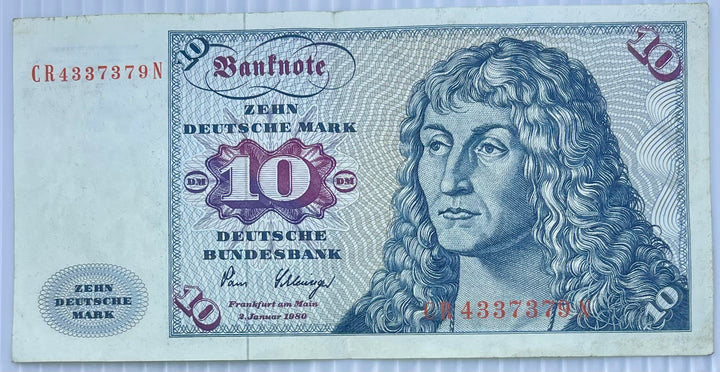 CR4337379N
10
Banknote
10
ZEHN
DEUTSCHE MARK
DM 10 DM
DEUTSCHE
BUNDESBANK
Frankfurt am Main
2. Januar 1980
ZEHN
DEUTSCHE
MARK
10
CR4337379N
10